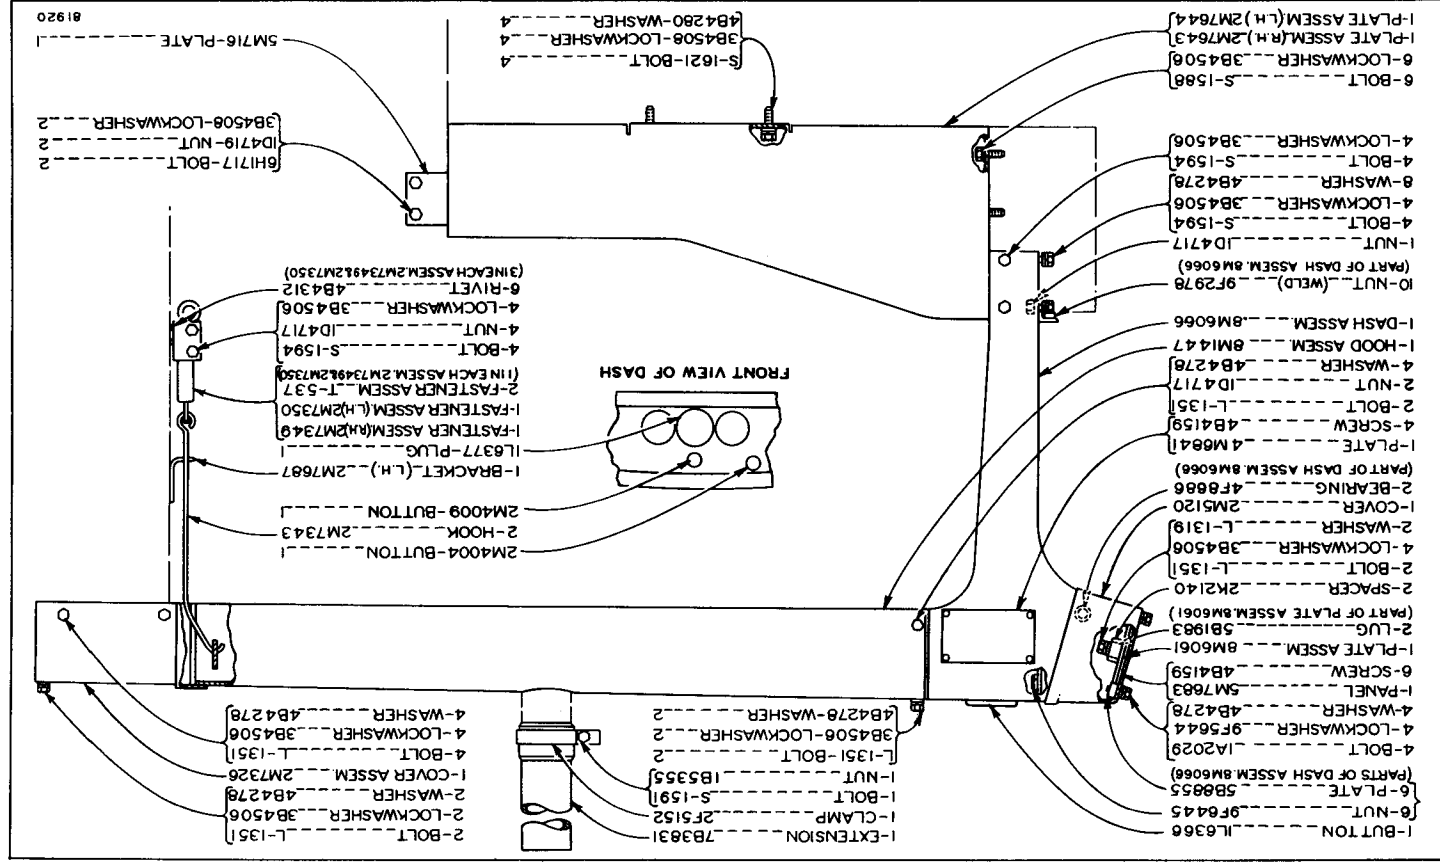 1-BUTTON----1L6366
6-NUT-----9F6445
6-PLATE----5B8855
(PARTS OF DASH ASSEM.8M6066)
4-BOLT----1A2029
4-LOCKWASHER--9F5644
4-WASHER----4B4278
1-PANEL-----5M7683
6-SCREW----4B4159
1-PLATE ASSEM----8M6061
2-LUG--------5B1983
(PART OF PLATE ASSEM.8M6061)
2-SPACER----2K2140
2-BOLT------L-1351
4-LOCKWASHER---3B4506
2-WASHER----L-1319
1-COVER----2M5120
2-BEARING----4F8686
(PART OF DASH ASSEM.8M6066)
1-PLATE------4M6841
4-SCREW----4B4159
2-BOLT-----L-1351
2-NUT------1D4717
4-WASHER----4B4278
1-HOOD ASSEM.--8M1447
1-DASH ASSEM.----8M6066
10-NUT--(WELD)--9F2978
(PART OF DASH ASSEM.8M6066)
1-NUT--------1D4717
4-BOLT------S-1594
4-LOCKWASHER---3B4506
8-WASHER----4B4278
4-BOLT------S-1594
4-LOCKWASHER---3B4506
6-BOLT------S-1588
6-LOCKWASHER---3B4506
1-PLATE ASSEM.(R.H.)-2M7643
1-PLATE ASSEM.(L.H.)2M7644
1-EXTENSION----7B3831
1-CLAMP----2F5152
1-BOLT-----S-1591
1-NUT------1B5355
L-1351-BOLT------2
3B4506-LOCKWASHER--2
4B4278-WASHER-----2
2-BOLT------L-1351
2-LOCKWASHER--3B4506
2-WASHER----4B4278
1-COVER ASSEM.---2M7326
4-BOLT------L-1351
4-LOCKWASHER--3B4506
4-WASHER----4B4278
2M4004-BUTTON-----1
2-HOOK-----2M7343
2M4009-BUTTON------1
1-BRACKET-(L.H.)---2M7687
1L6377-PLUG---------1
1-FASTENER ASSEM.(R.H.)2M7349
1-FASTENER ASSEM.(L.H.)2M7350
2-FASTENER ASSEM.--T-537
(1 IN EACH ASSEM.2M7349&2M7350)
4-BOLT------S-1594
4-NUT-------1D4717
4-LOCKWASHER---3B4506
6-RIVET-----4B4312
(3 IN EACH ASSEM.2M7349&2M7350)
FRONT VIEW OF DASH
6H1717-BOLT------2
1D4719-NUT-------2
3B4508-LOCKWASHER---2
5M716-PLATE--------1
S-1621-BOLT-------4
3B4508-LOCKWASHER---4
4B4280-WASHER-----4
81920